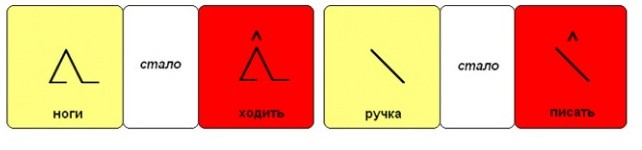 стало
стало
ноги
ходить
ручка
писать